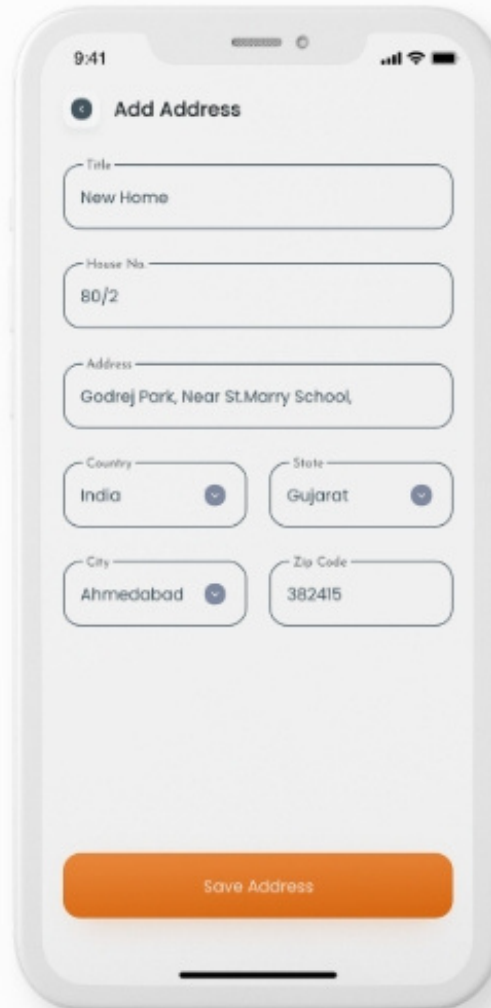 9:41
Add Address
Title
New Home
House No.
80/2
Address
Godrej Park, Near St.Marry School,
Country
State
India
Gujarat
City
Zip Code
Ahmedabad
382415
Save Address